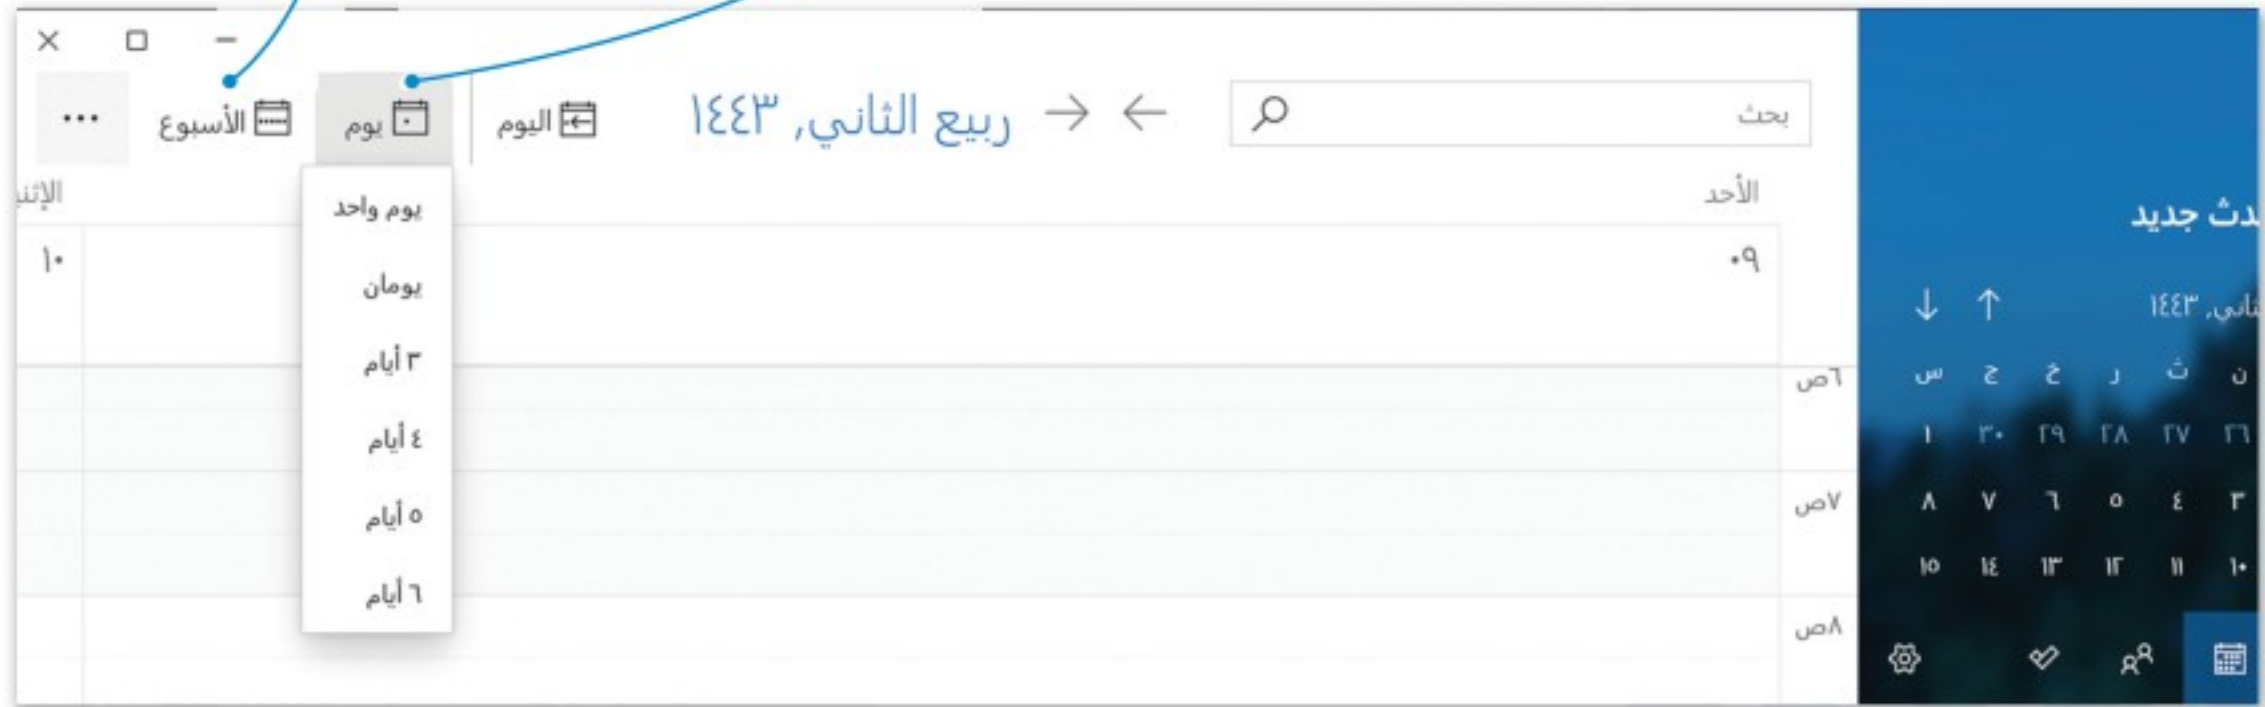 بحث
ربيع الثاني, ١٤٤٣
اليوم
يوم
الأسبوع
...
يوم واحد
يومان
٣ أيام
٤ أيام
٥ أيام
٦ أيام
الأحد
٠٩
١٠
٦ص
٧ص
٨ص
جديد
١٤٤٣
ن ث ر خ ج س
٢٦ ٢٧ ٢٨ ٢٩ ٣٠ ١
٣ ٤ ٥ ٦ ٧ ٨
١٠ ١١ ١٢ ١٣ ١٤ ١٥